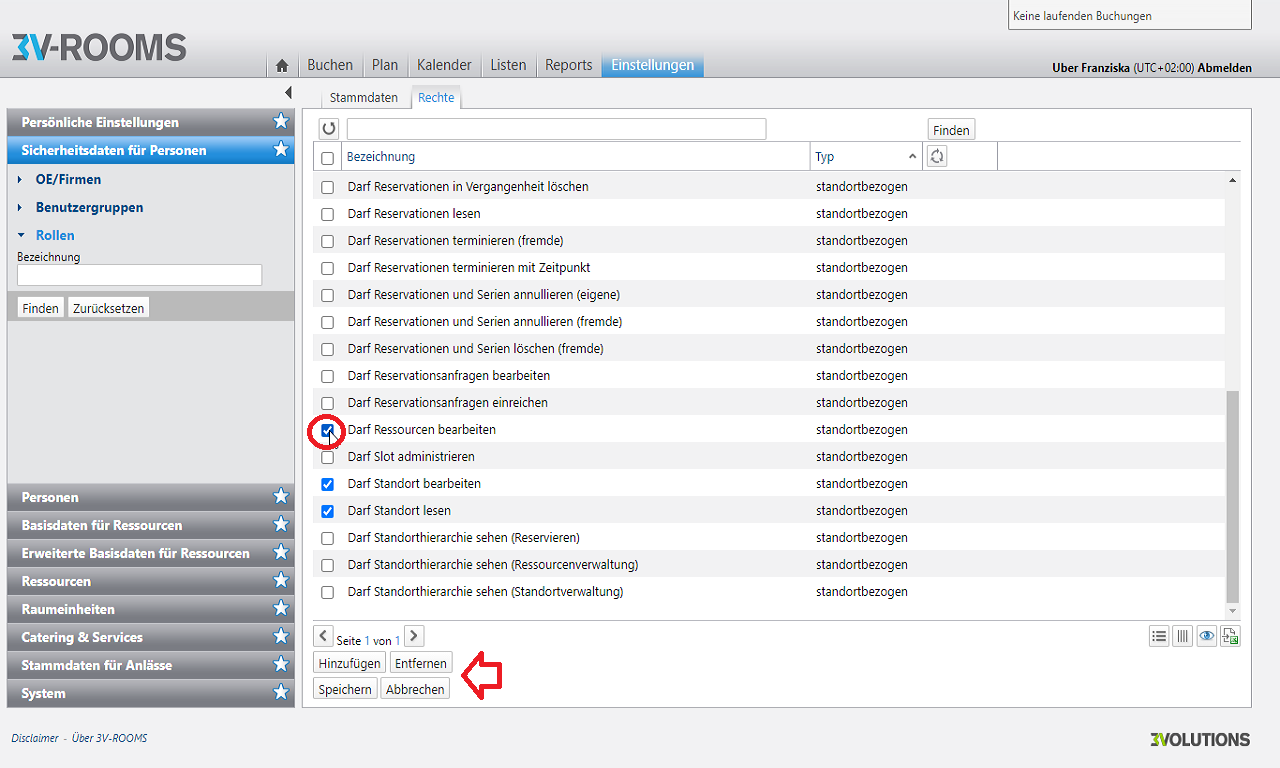 Keine laufenden Buchungen
3V-ROOMS
Buchen Plan Kalender Listen Reports Einstellungen
Uber Franziska (UTC+02:00) Abmelden
Stammdaten Rechte
Persönliche Einstellungen
Sicherheitsdaten für Personen
OE/Firmen
Benutzergruppen
Rollen
Bezeichnung
Finden Zurücksetzen
Personen
Basisdaten für Ressourcen
Erweiterte Basisdaten für Ressourcen
Ressourcen
Raumeinheiten
Catering & Services
Stammdaten für Anlässe
System
Finden
Bezeichnung Typ
Darf Reservationen in Vergangenheit löschen standortbezogen
Darf Reservationen lesen standortbezogen
Darf Reservationen terminieren (fremde) standortbezogen
Darf Reservationen terminieren mit Zeitpunkt standortbezogen
Darf Reservationen und Serien annullieren (eigene) standortbezogen
Darf Reservationen und Serien annullieren (fremde) standortbezogen
Darf Reservationen und Serien löschen (fremde) standortbezogen
Darf Reservationsanfragen bearbeiten standortbezogen
Darf Reservationsanfragen einreichen standortbezogen
Darf Ressourcen bearbeiten standortbezogen
Darf Slot administrieren standortbezogen
Darf Standort bearbeiten standortbezogen
Darf Standort lesen standortbezogen
Darf Standorthierarchie sehen (Reservieren) standortbezogen
Darf Standorthierarchie sehen (Ressourcenverwaltung) standortbezogen
Darf Standorthierarchie sehen (Standortverwaltung) standortbezogen
Seite 1 von 1
Hinzufügen Entfernen
Speichern Abbrechen
Disclaimer - Über 3V-ROOMS
3VOLUTIONS